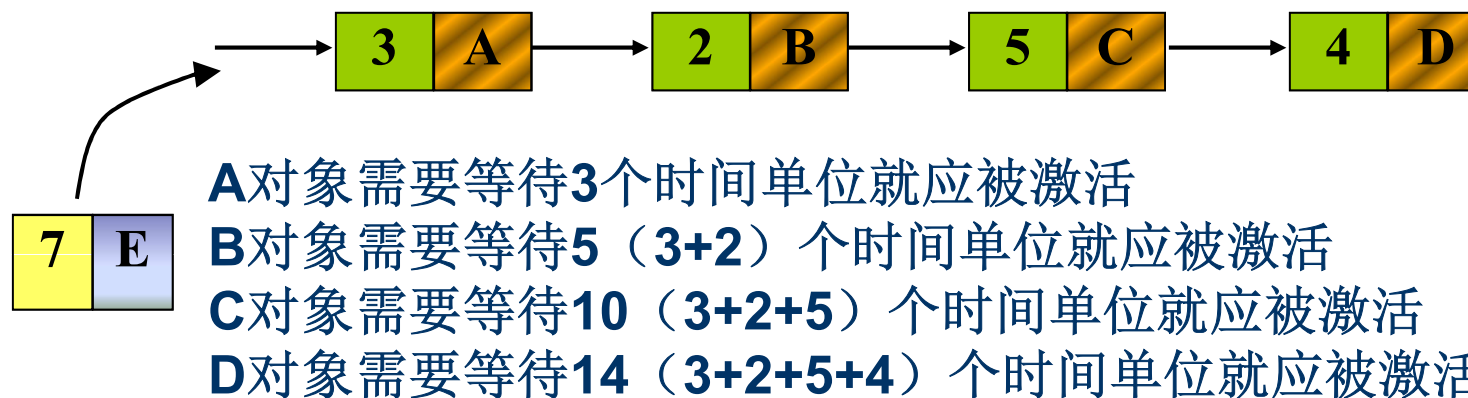 3 A 2 B 5 C 4 D
A对象需要等待3个时间单位就应被激活
7 E
B对象需要等待5（3+2）个时间单位就应被激活
C对象需要等待10（3+2+5）个时间单位就应被激活
D对象需要等待14（3+2+5+4）个时间单位就应被激活